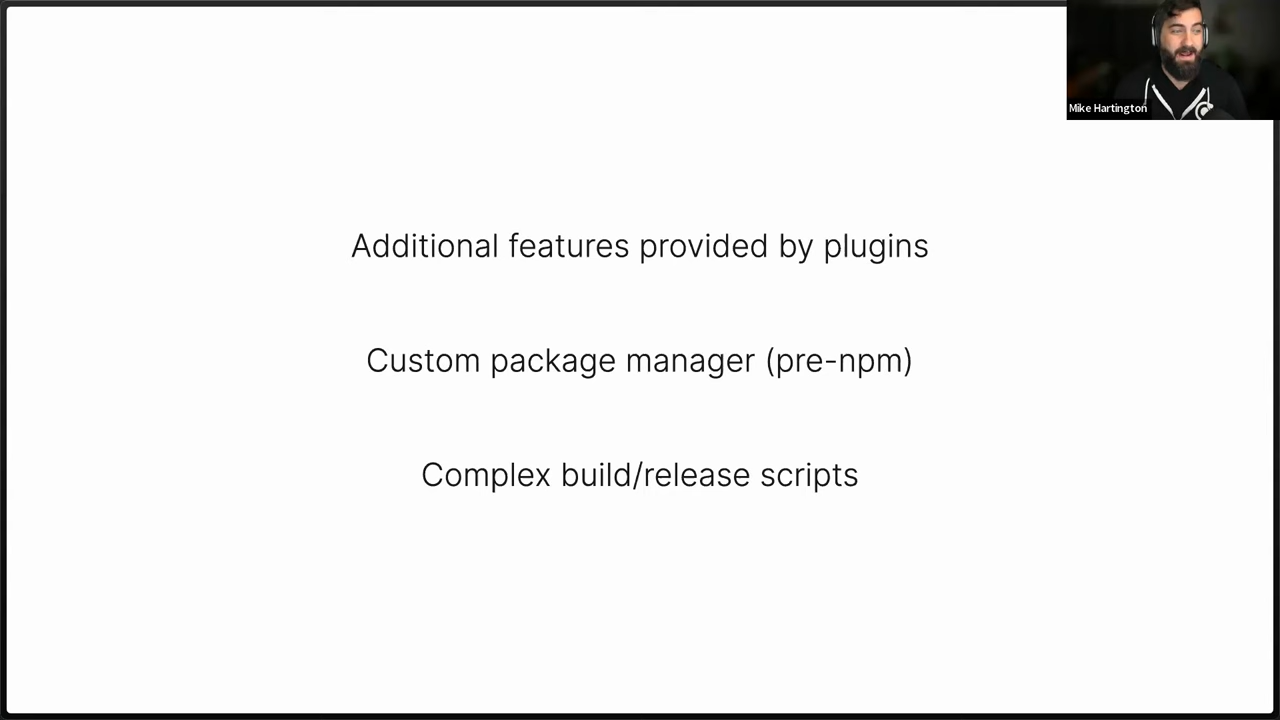 Mike Hartington
Additional features provided by plugins
Custom package manager (pre-npm)
Complex build/release scripts